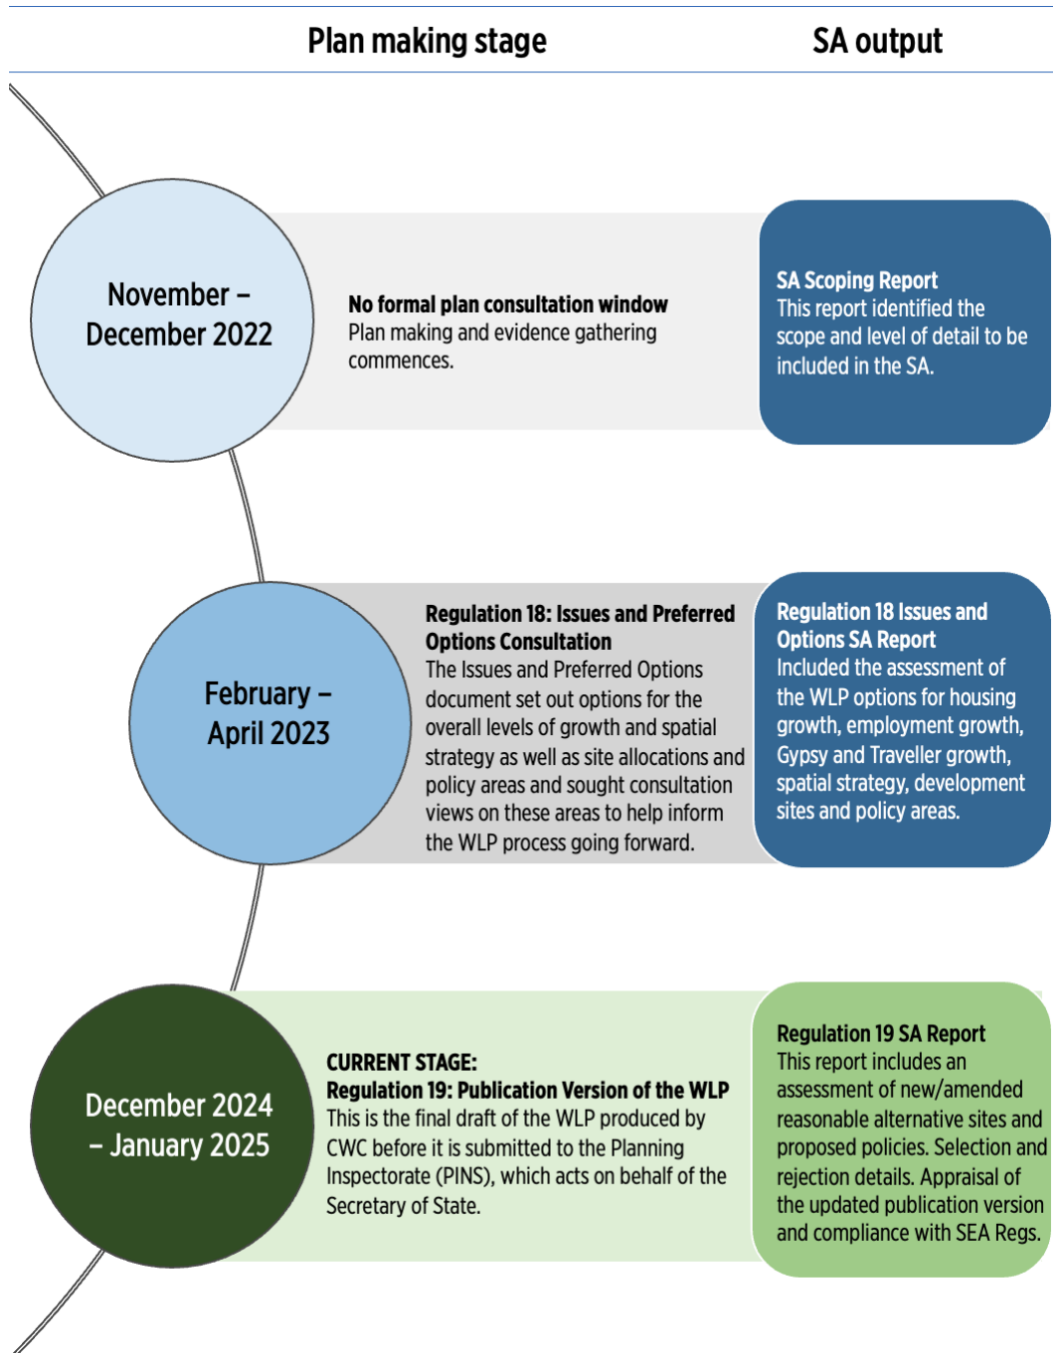 Plan making stage
SA output
November –
December 2022
No formal plan consultation window
Plan making and evidence gathering
commences.
SA Scoping Report
This report identified the
scope and level of detail to be
included in the SA.
February –
April 2023
Regulation 18: Issues and Preferred
Options Consultation
The Issues and Preferred Options
document set out options for the
overall levels of growth and spatial
strategy as well as site allocations and
policy areas and sought consultation
views on these areas to help inform
the WLP process going forward.
Regulation 18 Issues and
Options SA Report
Included the assessment of
the WLP options for housing
growth, employment growth,
Gypsy and Traveller growth,
spatial strategy, development
sites and policy areas.
December 2024
– January 2025
CURRENT STAGE:
Regulation 19: Publication Version of the WLP
This is the final draft of the WLP produced by
CWC before it is submitted to the Planning
Inspectorate (PINS), which acts on behalf of the
Secretary of State.
Regulation 19 SA Report
This report includes an
assessment of new/amended
reasonable alternative sites and
proposed policies. Selection and
rejection details. Appraisal of
the updated publication version
and compliance with SEA Regs.